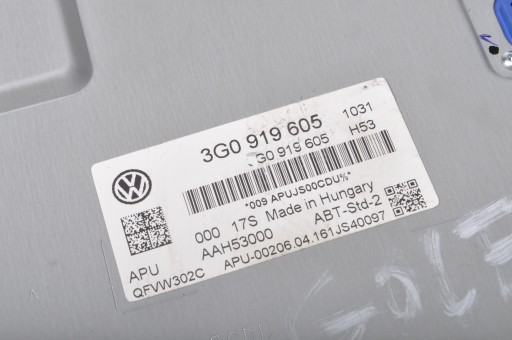 3G0 919 605 1031
3G0 919 605 H53
*009 APUJS00CDU%*
000 17S Made in Hungary
AAH53000 ABT-Std-2
APU
QFVW302C APU-00206.04.161JS40097
GOLF